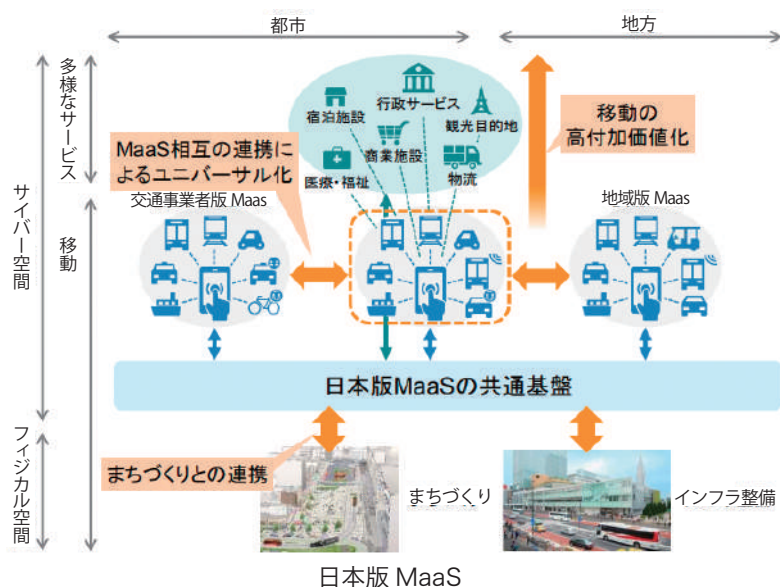 都市
地方
多様なサービス
サイバー空間
移動
フィジカル空間
宿泊施設
行政サービス
観光目的地
商業施設
医療・福祉
物流
移動の
高付加価値化
MaaS相互の連携に
よるユニバーサル化
交通事業者版 Maas
地域版 Maas
日本版MaaSの共通基盤
まちづくりとの連携
まちづくり
インフラ整備
日本版 MaaS